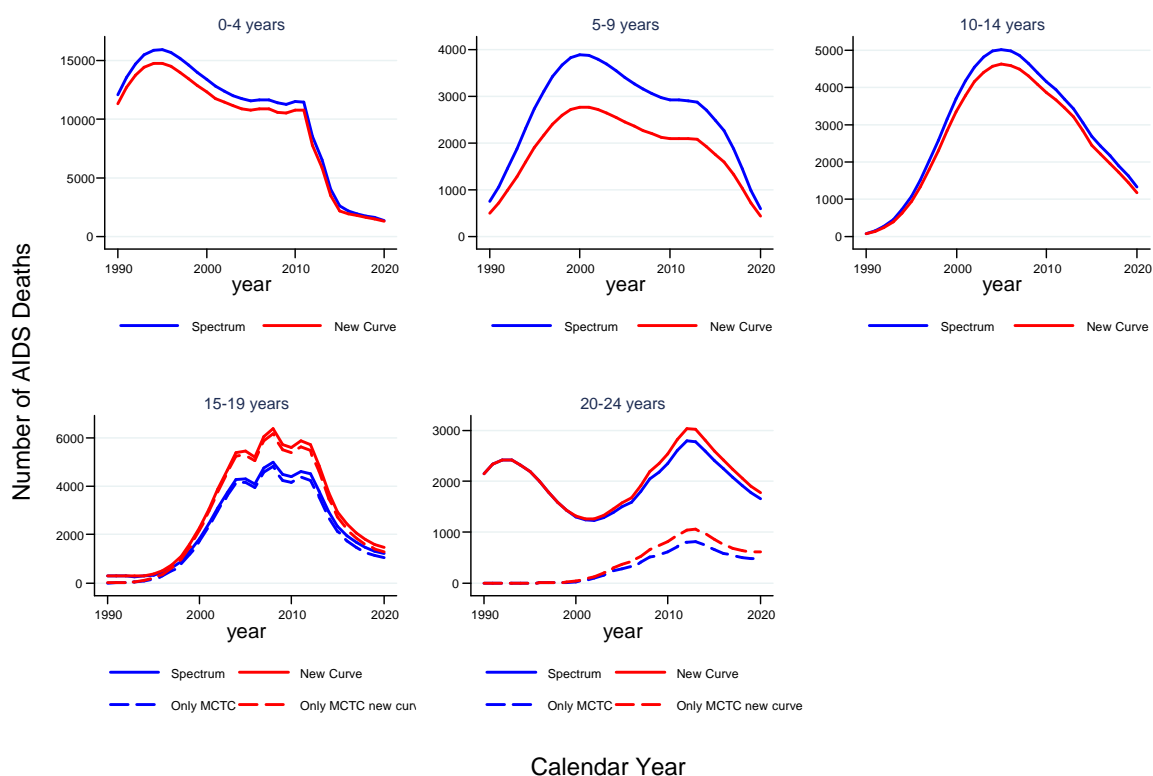 0-4 years
5-9 years
10-14 years
15000
10000
5000
0
1990
2000
2010
2020
year
Spectrum
New Curve
4000
3000
2000
1000
0
1990
2000
2010
2020
year
Spectrum
New Curve
5000
4000
3000
2000
1000
0
1990
2000
2010
2020
year
Spectrum
New Curve
Number of AIDS Deaths
15-19 years
20-24 years
6000
4000
2000
0
1990
2000
2010
2020
year
Spectrum
New Curve
Only MCTC
Only MCTC new curv
3000
2000
1000
0
1990
2000
2010
2020
year
Spectrum
New Curve
Only MCTC
Only MCTC new curve
Calendar Year